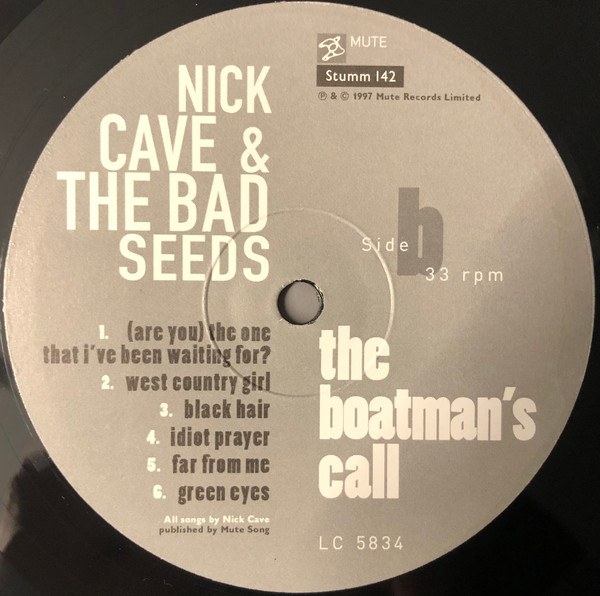 MUTE
Stumm 142
℗ & © 1997 Mute Records Limited
NICK
CAVE &
THE BAD
SEEDS
Side b
33 rpm
1. (are you) the one
that i've been waiting for?
2. west country girl
3. black hair
4. idiot prayer
5. far from me
6. green eyes
All songs by Nick Cave
published by Mute Song
the
boatman's
call
LC 5834